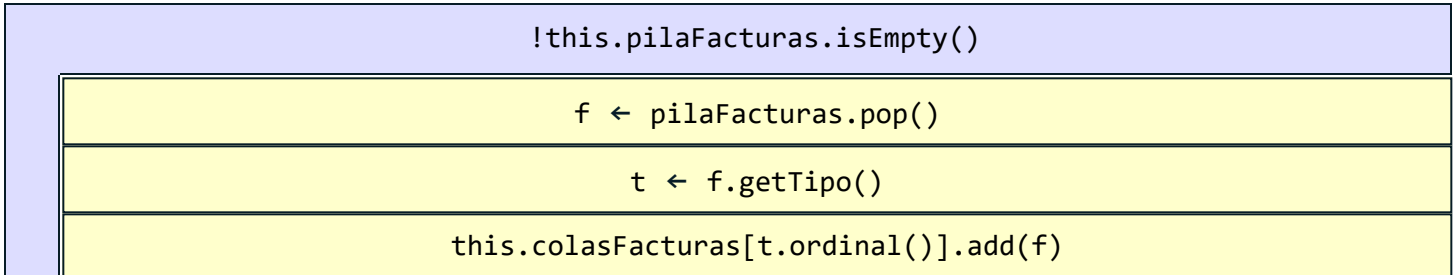 !this.pilaFacturas.isEmpty()
f ← pilaFacturas.pop()
t ← f.getTipo()
this.colasFacturas[t.ordinal()].add(f)